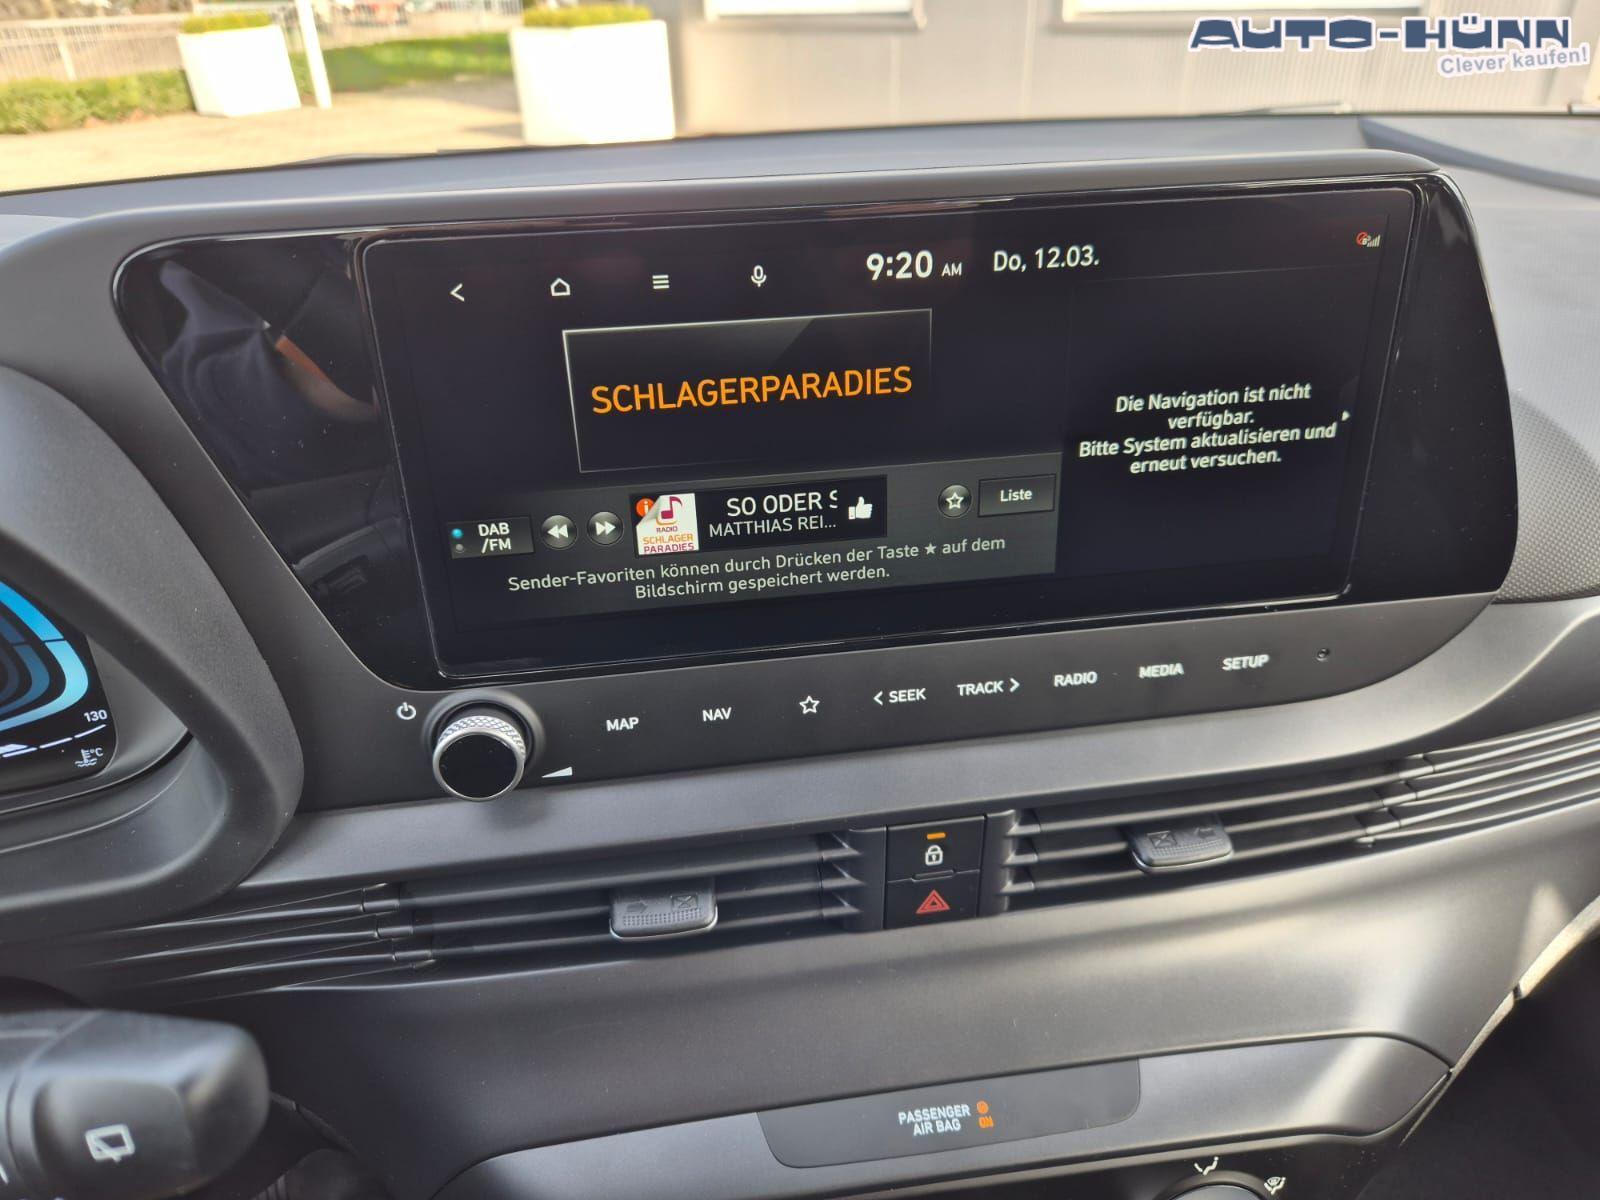 AUTO-HÜNN
Clever kaufen!
9:20 AM Do, 12.03.
SCHLAGERPARADIES
Die Navigation ist nicht
verfügbar.
Bitte System aktualisieren und
erneut versuchen.
DAB
/FM
RADIO
SCHLAGER
PARADIES
SO ODER S
MATTHIAS REI...
Liste
Sender-Favoriten können durch Drücken der Taste ★ auf dem
Bildschirm gespeichert werden.
MAP NAV SEEK TRACK RADIO MEDIA SETUP
130
°C
PASSENGER
AIR BAG ON